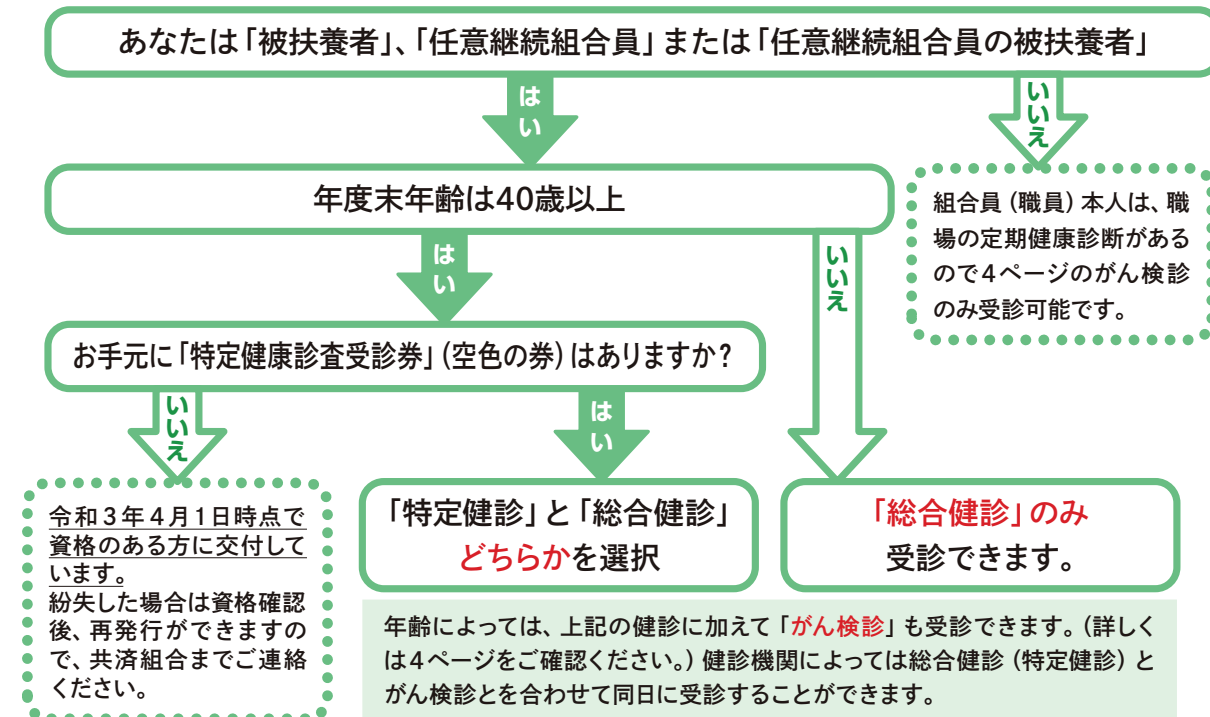 あなたは「被扶養者」、「任意継続組合員」または「任意継続組合員の被扶養者」
はい
いいえ
年度末年齢は40歳以上
組合員（職員）本人は、職
場の定期健康診断がある
ので4ページのがん検診
のみ受診可能です。
はい
いいえ
お手元に「特定健康診査受診券」（空色の券）はありますか？
いいえ
はい
令和3年4月1日時点で
資格のある方に交付して
います。
紛失した場合は資格確認
後、再発行ができますの
で、共済組合までご連絡
ください。
「特定健診」と「総合健診」
どちらかを選択
「総合健診」のみ
受診できます。
年齢によっては、上記の健診に加えて「がん検診」も受診できます。（詳しく
は4ページをご確認ください。）健診機関によっては総合健診（特定健診）と
がん検診とを合わせて同日に受診することができます。